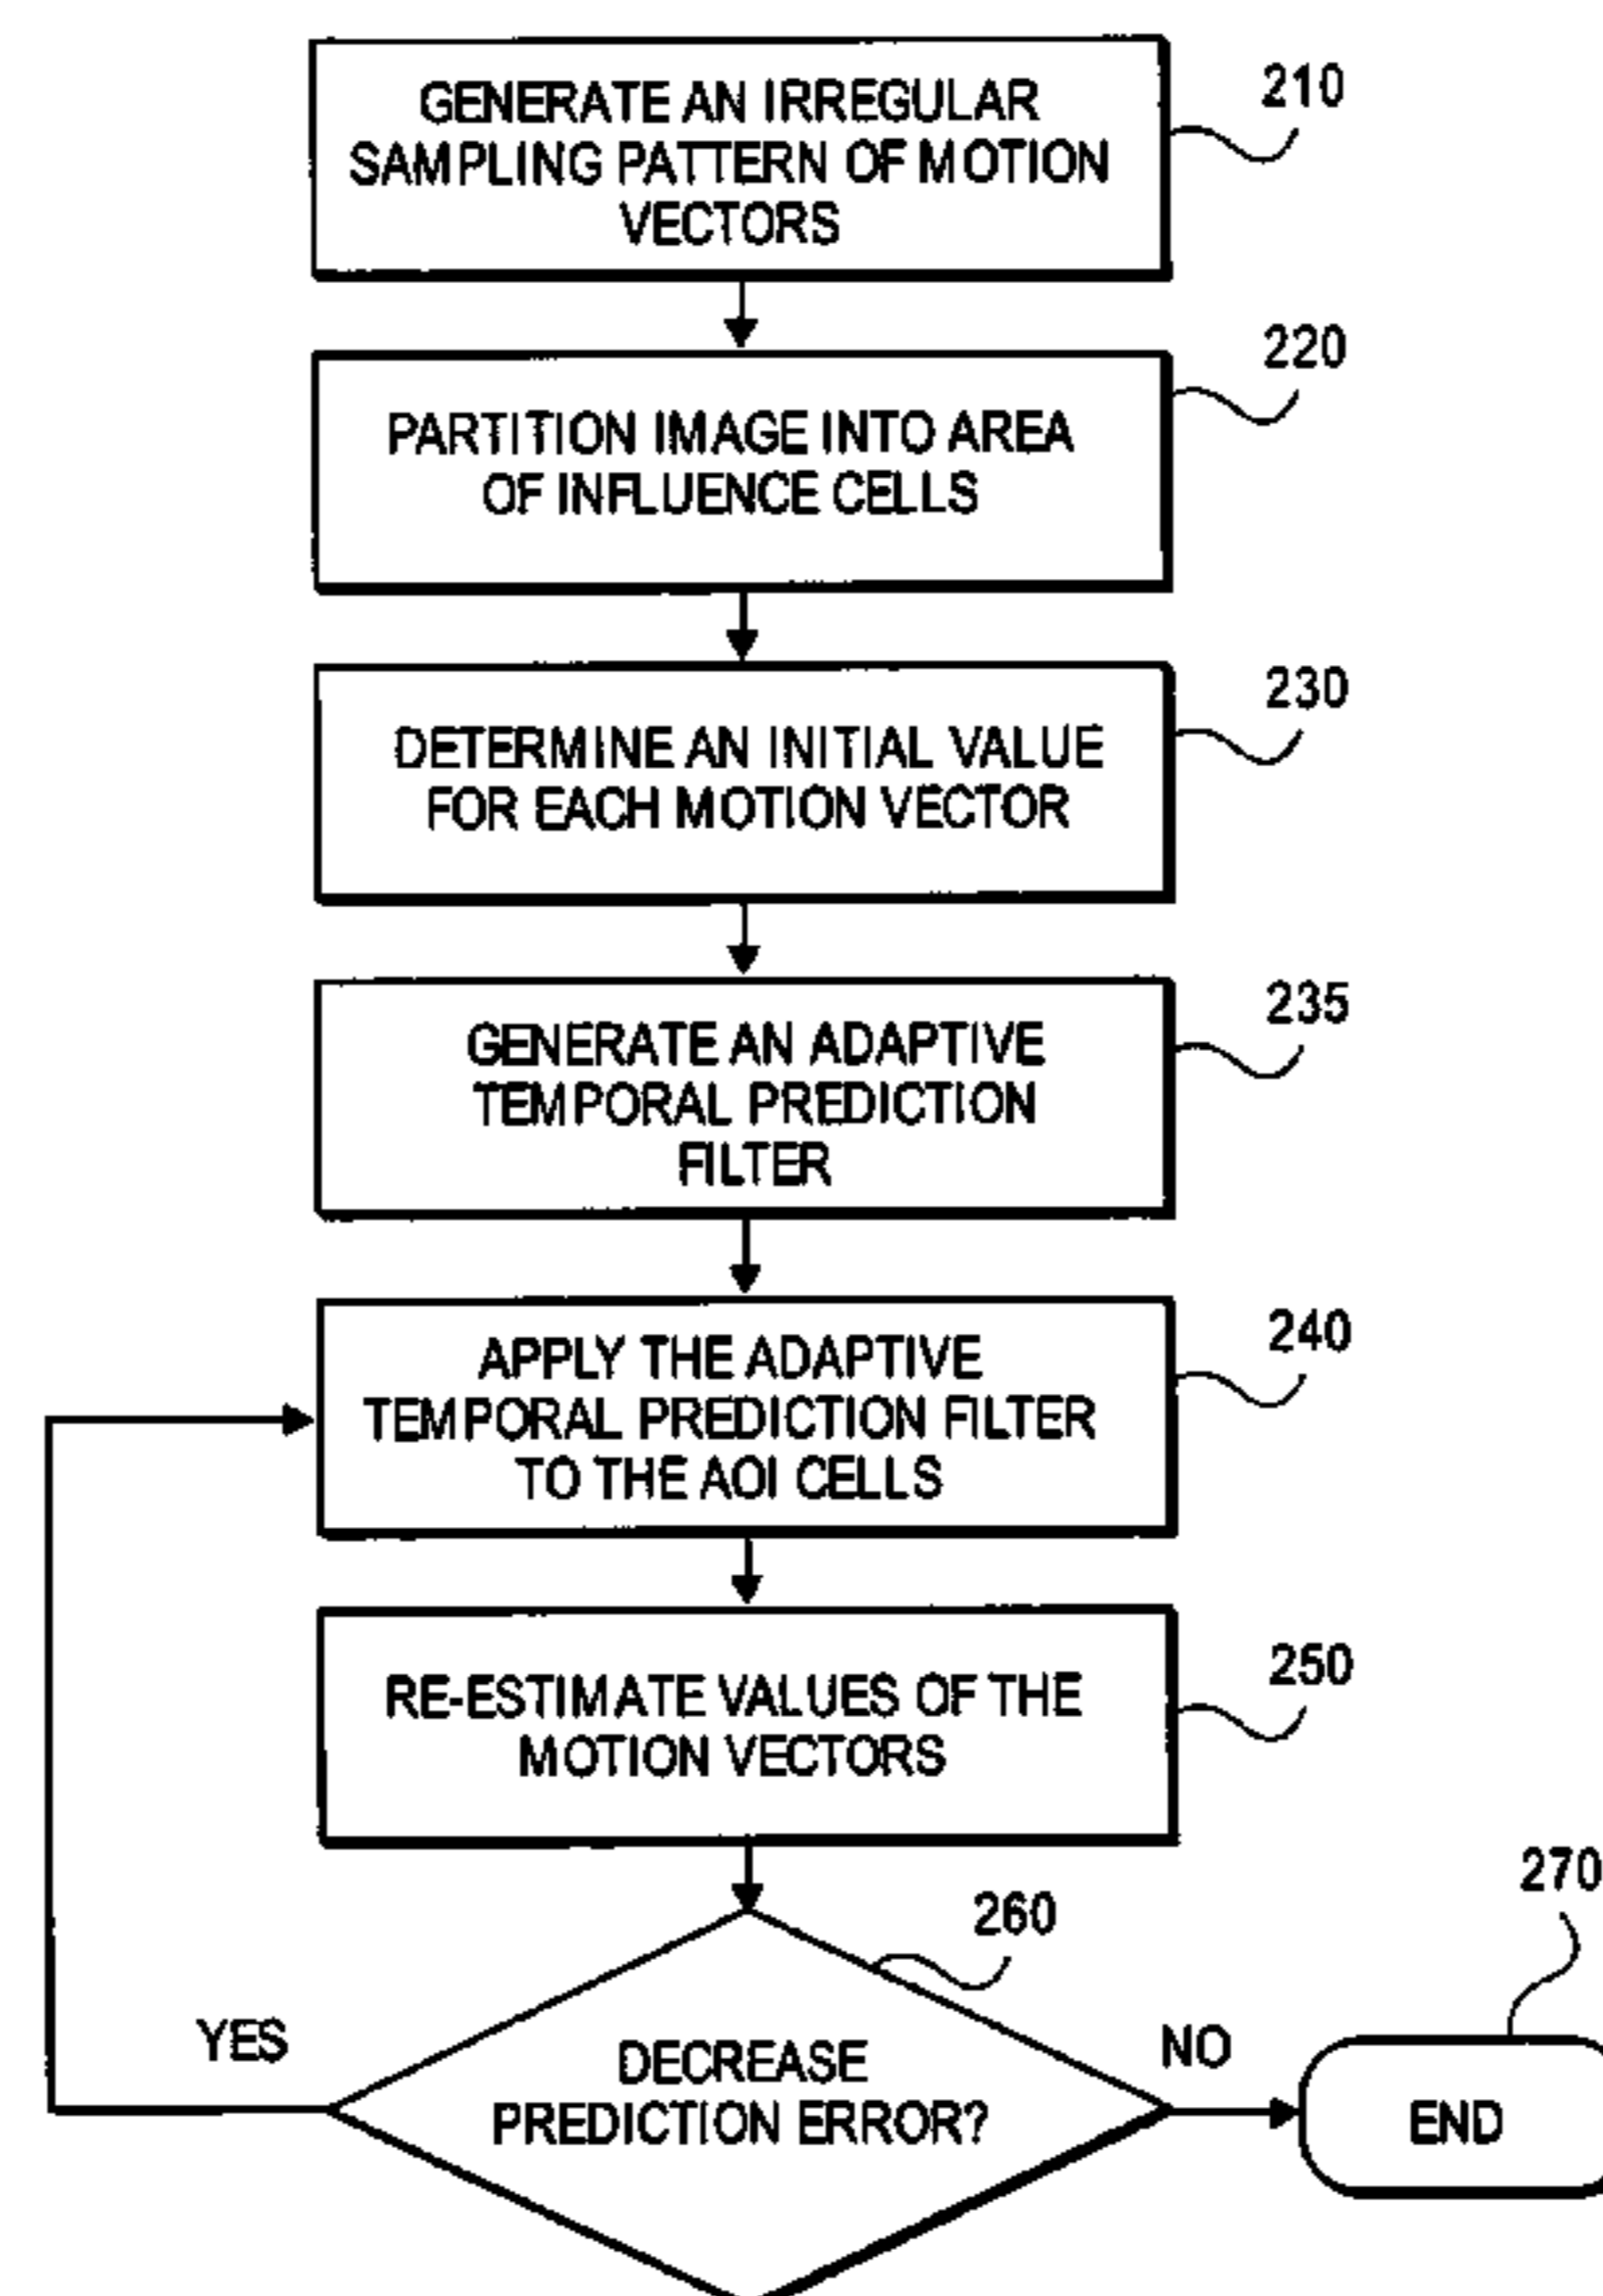 GENERATE AN IRREGULAR
SAMPLING PATTERN OF MOTION
VECTORS
210
PARTITION IMAGE INTO AREA
OF INFLUENCE CELLS
220
DETERMINE AN INITIAL VALUE
FOR EACH MOTION VECTOR
230
GENERATE AN ADAPTIVE
TEMPORAL PREDICTION
FILTER
235
APPLY THE ADAPTIVE
TEMPORAL PREDICTION FILTER
TO THE AOI CELLS
240
RE-ESTIMATE VALUES OF THE
MOTION VECTORS
250
260
270
YES
DECREASE
PREDICTION ERROR?
NO
END